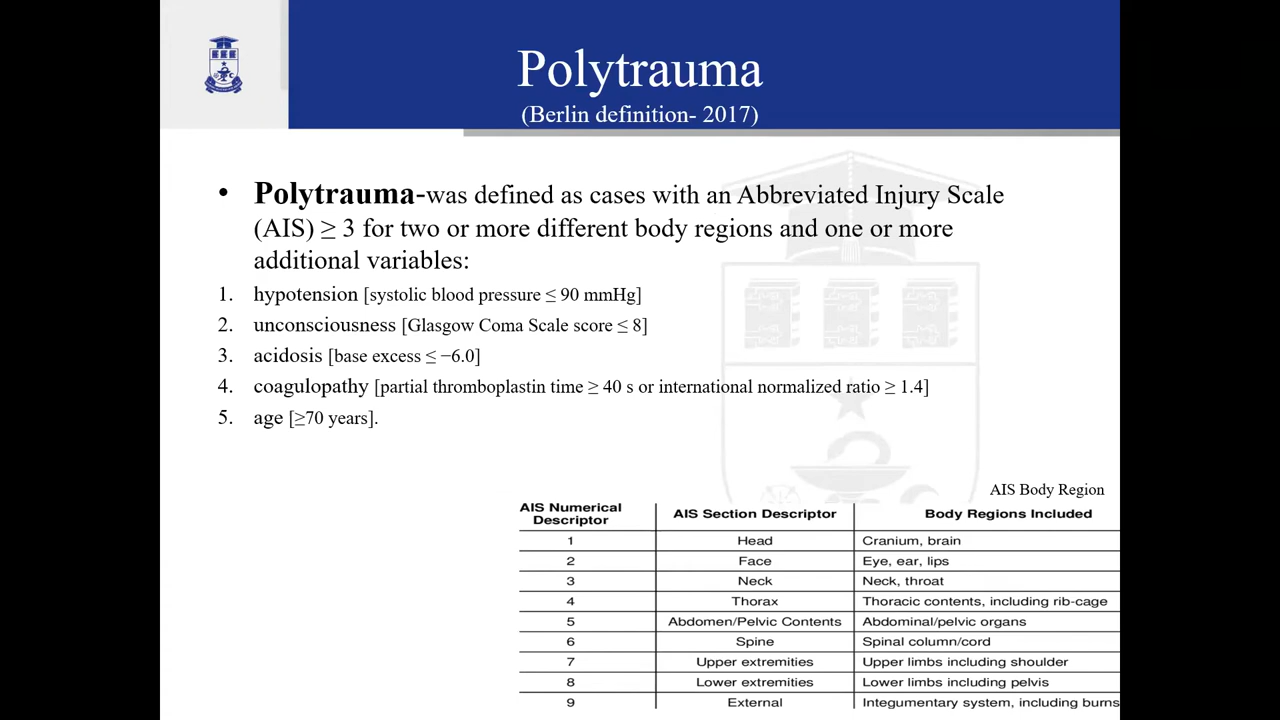 Polytrauma
(Berlin definition- 2017)
• Polytrauma-was defined as cases with an Abbreviated Injury Scale
(AIS) ≥ 3 for two or more different body regions and one or more
additional variables:
1. hypotension [systolic blood pressure ≤ 90 mmHg]
2. unconsciousness [Glasgow Coma Scale score ≤ 8]
3. acidosis [base excess ≤ −6.0]
4. coagulopathy [partial thromboplastin time ≥ 40 s or international normalized ratio ≥ 1.4]
5. age [≥70 years].
AIS Body Region
AIS Numerical Descriptor AIS Section Descriptor Body Regions Included
1 Head Cranium, brain
2 Face Eye, ear, lips
3 Neck Neck, throat
4 Thorax Thoracic contents, including rib-cage
5 Abdomen/Pelvic Contents Abdominal/pelvic organs
6 Spine Spinal column/cord
7 Upper extremities Upper limbs including shoulder
8 Lower extremities Lower limbs including pelvis
9 External Integumentary system, including burns